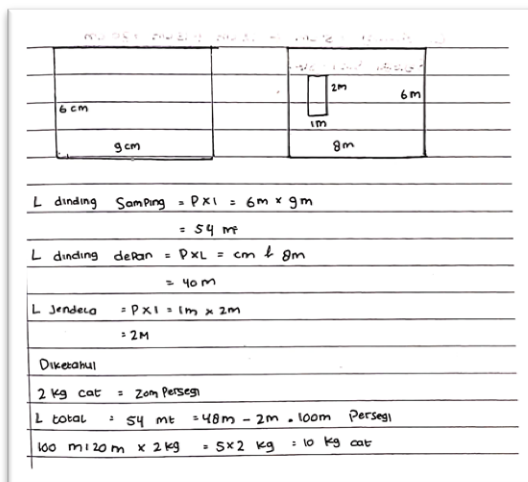 2m
6m
6 cm
1m
9cm
8m
L dinding Samping = P x l = 6m x 9m
= 54 m²
L dinding depan = P x L = cm & 8m
= 40 m
L Jendela = P x l = 1m x 2m
= 2M
Diketahui
2 kg cat = 20m Persegi
L total = 54 mt = 48m - 2m = 100m Persegi
100 m : 20 m x 2 kg = 5 x 2 kg = 10 kg cat